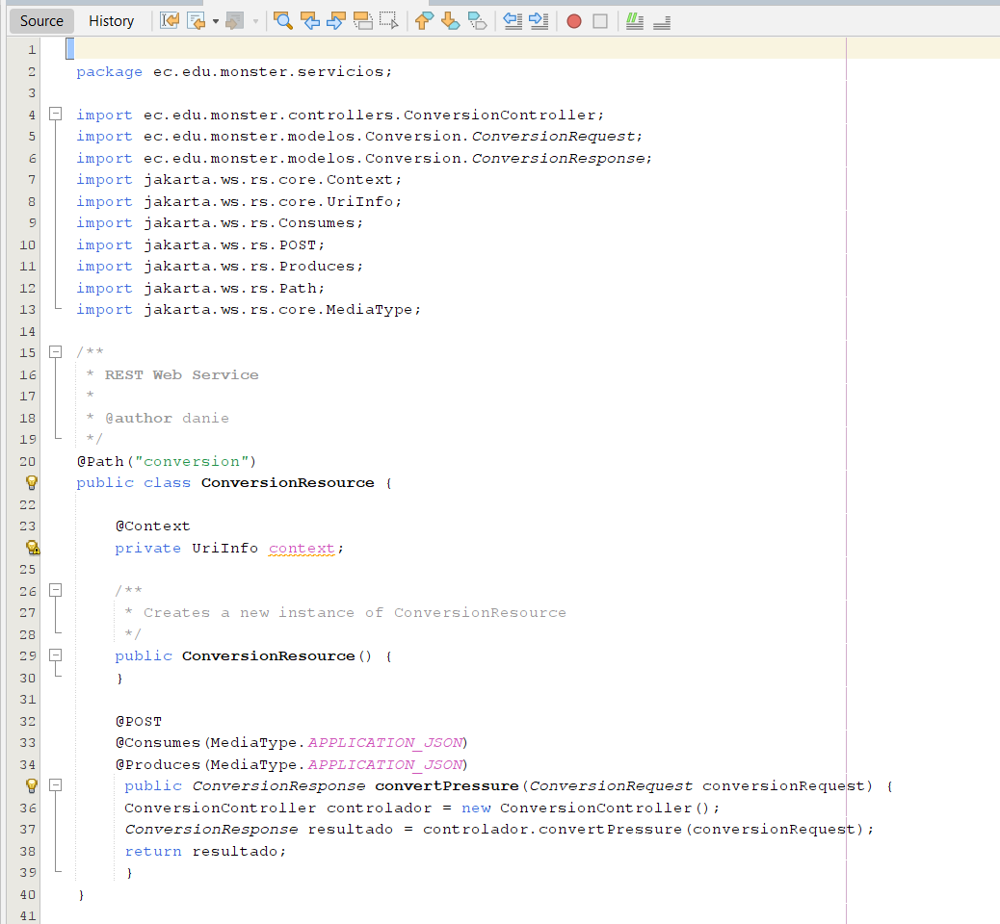 Source History
1
2 package ec.edu.monster.servicios;
3
4 import ec.edu.monster.controllers.ConversionController;
5 import ec.edu.monster.modelos.Conversion.ConversionRequest;
6 import ec.edu.monster.modelos.Conversion.ConversionResponse;
7 import jakarta.ws.rs.core.Context;
8 import jakarta.ws.rs.core.UriInfo;
9 import jakarta.ws.rs.Consumes;
10 import jakarta.ws.rs.POST;
11 import jakarta.ws.rs.Produces;
12 import jakarta.ws.rs.Path;
13 import jakarta.ws.rs.core.MediaType;
14
15 /**
16 * REST Web Service
17 *
18 * @author danie
19 */
20 @Path("conversion")
public class ConversionResource {
22
23 @Context
private UriInfo context;
25
26 /**
27 * Creates a new instance of ConversionResource
28 */
29 public ConversionResource() {
30 }
31
32 @POST
33 @Consumes(MediaType.APPLICATION_JSON)
34 @Produces(MediaType.APPLICATION_JSON)
public ConversionResponse convertPressure(ConversionRequest conversionRequest) {
36 ConversionController controlador = new ConversionController();
37 ConversionResponse resultado = controlador.convertPressure(conversionRequest);
38 return resultado;
39 }
40 }
41